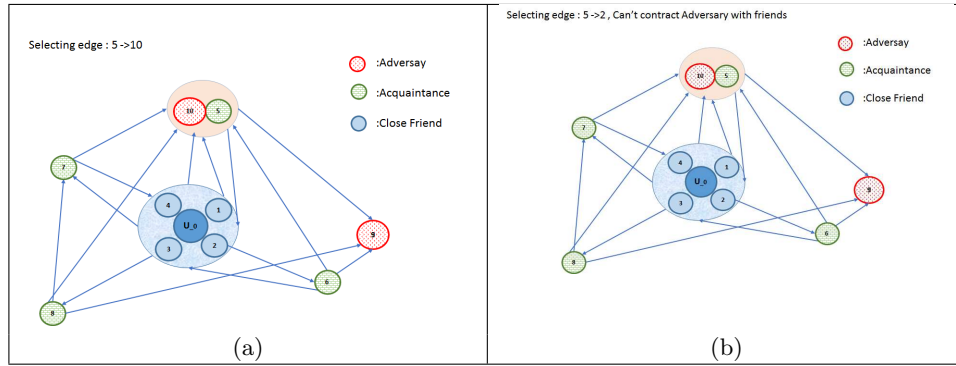 Selecting edge : 5 ->10
:Adversay
:Acquaintance
:Close Friend
10 5
7
4 1
U_0
3 2
9
6
8
(a)
Selecting edge : 5 ->2 , Can't contract Adversary with friends
:Adversay
:Acquaintance
:Close Friend
10 5
7
4 1
U_0
3 2
9
6
8
(b)